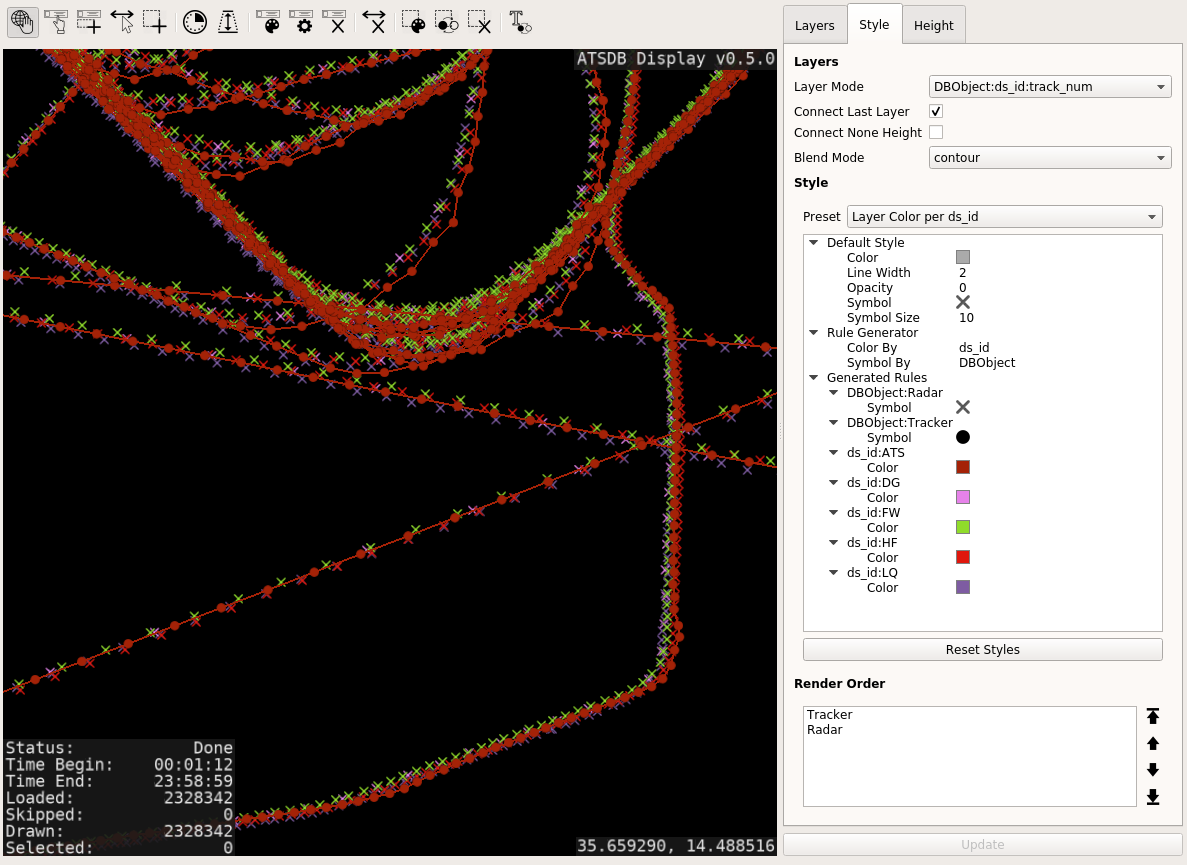 ATSDB Display v0.5.0
Status: Done
Time Begin: 00:01:12
Time End: 23:58:59
Loaded: 2328342
Skipped: 0
Drawn: 2328342
Selected: 0
35.659290, 14.488516
Layers Style Height
Layers
Layer Mode DBObject:ds_id:track_num
Connect Last Layer
Connect None Height
Blend Mode contour
Style
Preset Layer Color per ds_id
Default Style
Color
Line Width 2
Opacity 0
Symbol
Symbol Size 10
Rule Generator
Color By ds_id
Symbol By DBObject
Generated Rules
DBObject:Radar
Symbol
DBObject:Tracker
Symbol
ds_id:ATS
Color
ds_id:DG
Color
ds_id:FW
Color
ds_id:HF
Color
ds_id:LQ
Color
Reset Styles
Render Order
Tracker
Radar
Update